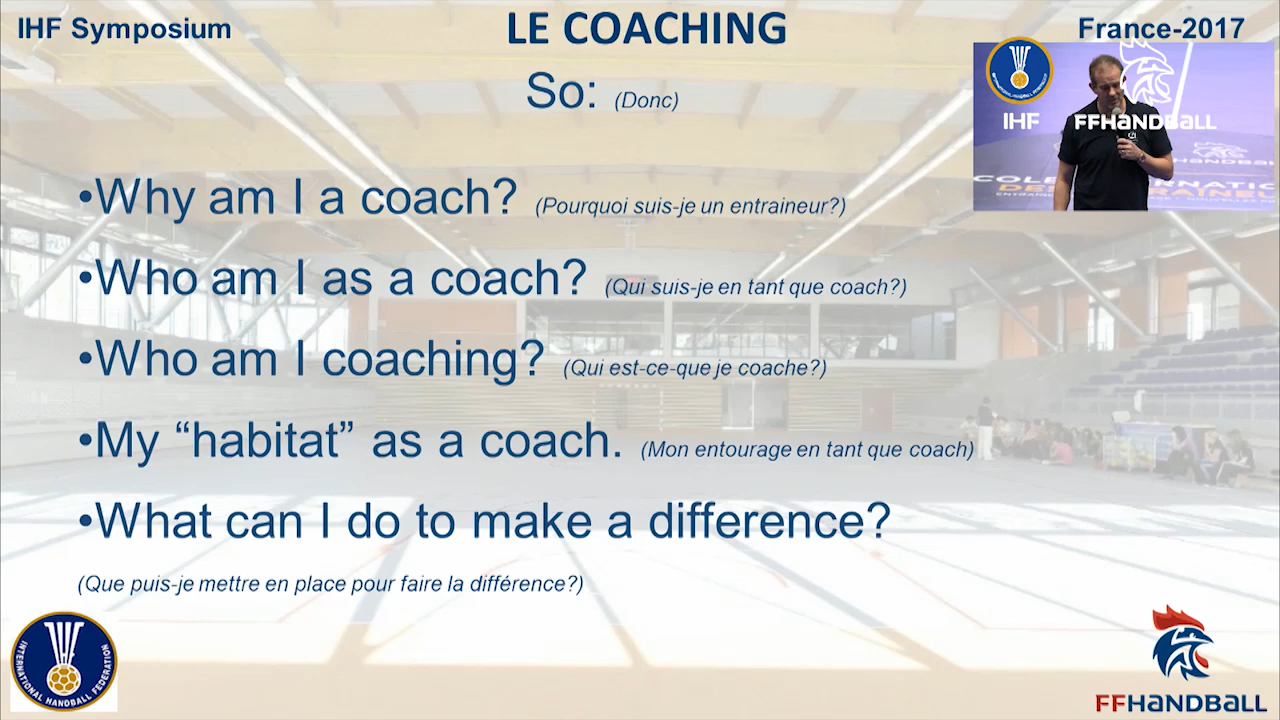 IHF Symposium
LE COACHING
France-2017
So: (Donc)
IHF
FFHANDBALL
•Why am I a coach? (Pourquoi suis-je un entraineur?)
•Who am I as a coach? (Qui suis-je en tant que coach?)
•Who am I coaching? (Qui est-ce-que je coache?)
•My “habitat” as a coach. (Mon entourage en tant que coach)
•What can I do to make a difference?
(Que puis-je mettre en place pour faire la différence?)
INTERNATIONAL HANDBALL FEDERATION
FFHANDBALL